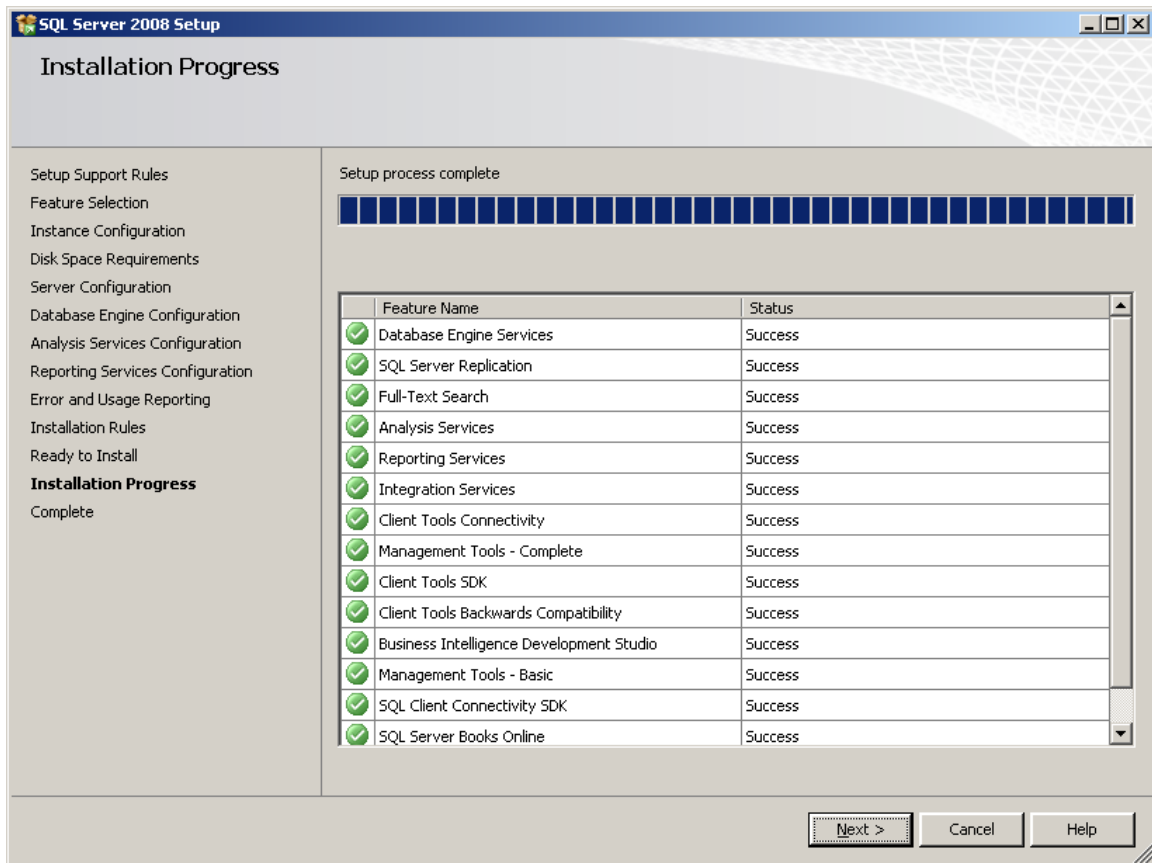 SQL Server 2008 Setup
Installation Progress
Setup Support Rules
Feature Selection
Instance Configuration
Disk Space Requirements
Server Configuration
Database Engine Configuration
Analysis Services Configuration
Reporting Services Configuration
Error and Usage Reporting
Installation Rules
Ready to Install
Installation Progress
Complete
Setup process complete
Feature Name Status
Database Engine Services Success
SQL Server Replication Success
Full-Text Search Success
Analysis Services Success
Reporting Services Success
Integration Services Success
Client Tools Connectivity Success
Management Tools - Complete Success
Client Tools SDK Success
Client Tools Backwards Compatibility Success
Business Intelligence Development Studio Success
Management Tools - Basic Success
SQL Client Connectivity SDK Success
SQL Server Books Online Success
Next > Cancel Help